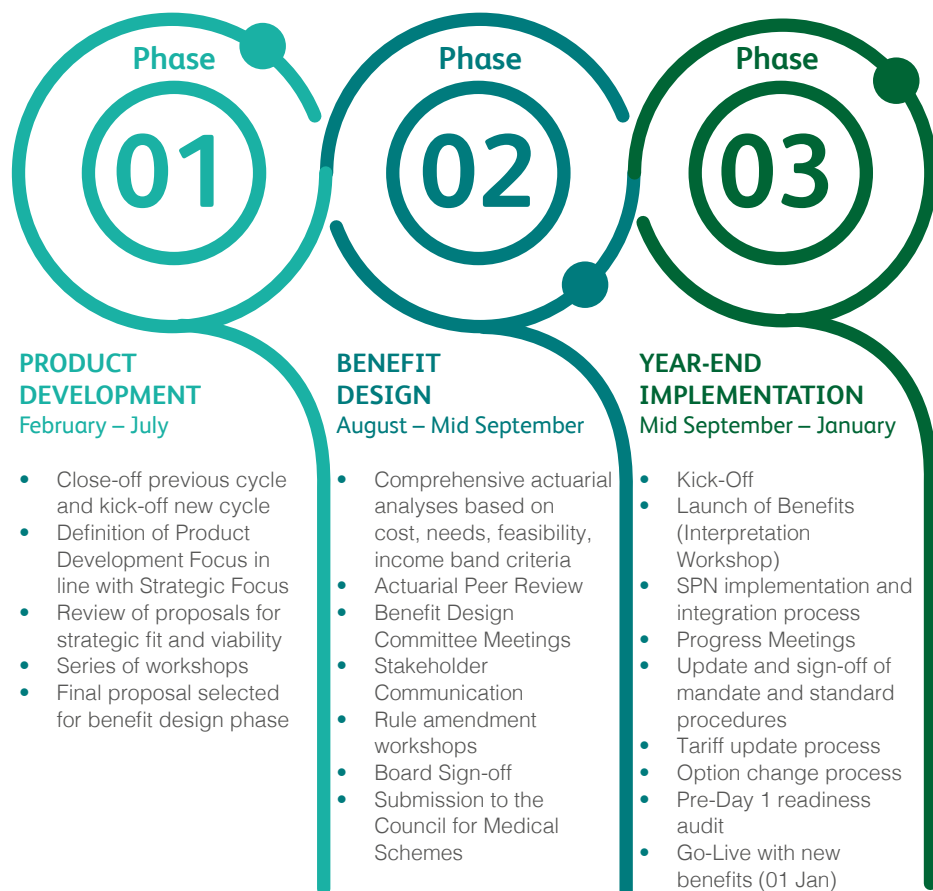 Phase
01
PRODUCT
DEVELOPMENT
February – July
• Close-off previous cycle
and kick-off new cycle
• Definition of Product
Development Focus in
line with Strategic Focus
• Review of proposals for
strategic fit and viability
• Series of workshops
• Final proposal selected
for benefit design phase
Phase
02
BENEFIT
DESIGN
August – Mid September
• Comprehensive actuarial
analyses based on
cost, needs, feasibility,
income band criteria
• Actuarial Peer Review
• Benefit Design
Committee Meetings
• Stakeholder
Communication
• Rule amendment
workshops
• Board Sign-off
• Submission to the
Council for Medical
Schemes
Phase
03
YEAR-END
IMPLEMENTATION
Mid September – January
• Kick-Off
• Launch of Benefits
(Interpretation
Workshop)
• SPN implementation and
integration process
• Progress Meetings
• Update and sign-off of
mandate and standard
procedures
• Tariff update process
• Option change process
• Pre-Day 1 readiness
audit
• Go-Live with new
benefits (01 Jan)